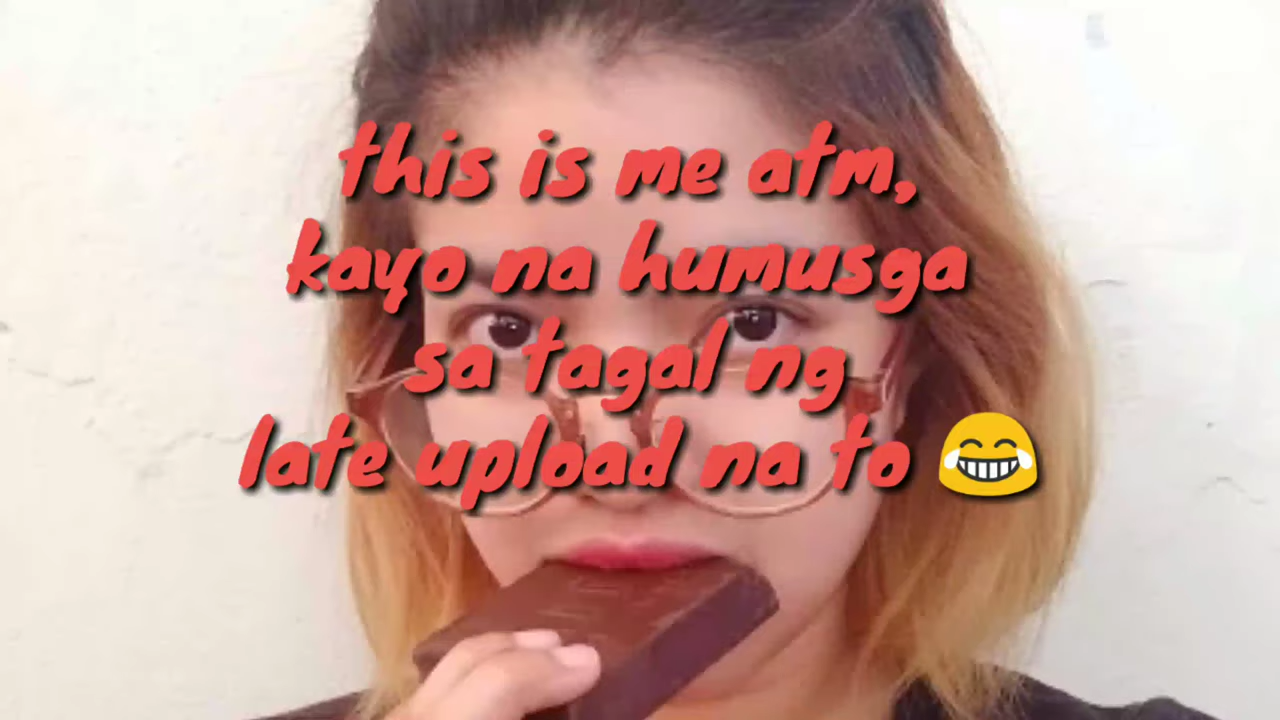 this is me atm,
kayo na humusga
sa tagal ng
late upload na to 😂